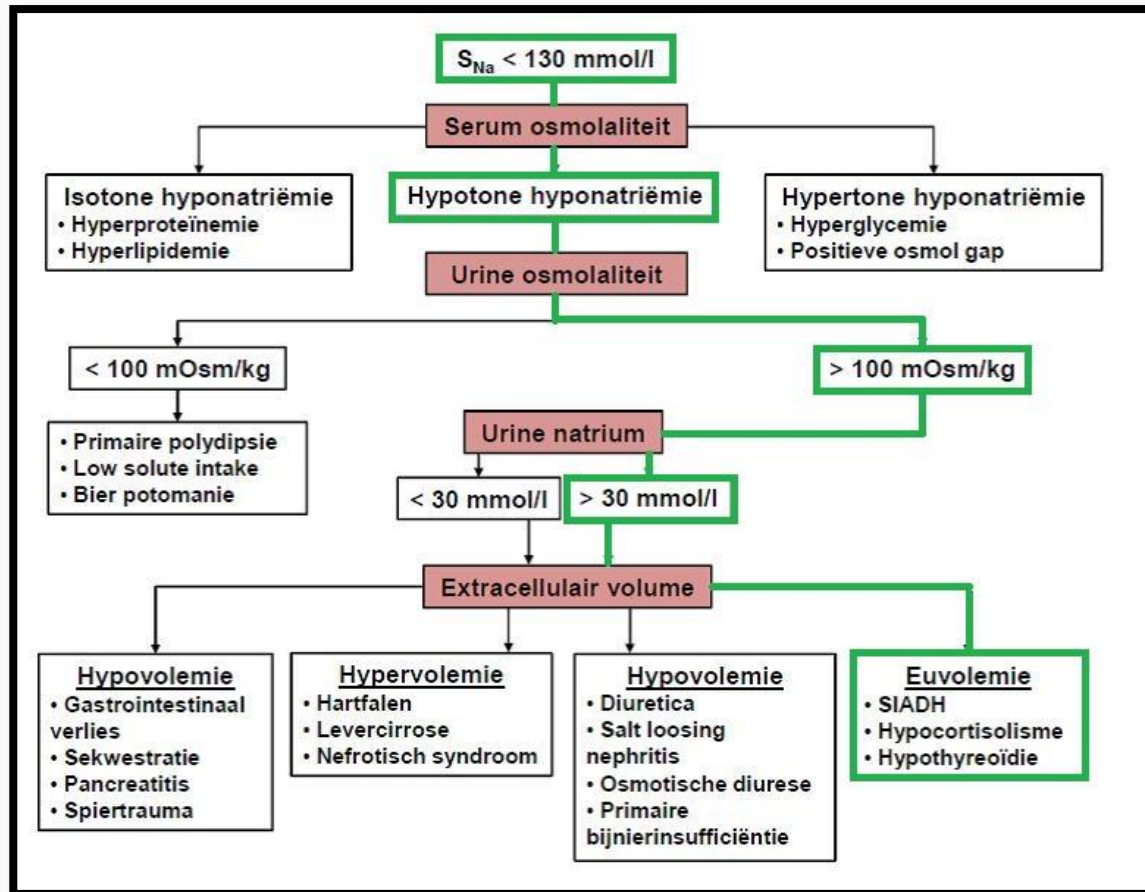 S_Na < 130 mmol/l
Serum osmolaliteit
Isotone hyponatriëmie
• Hyperproteïnemie
• Hyperlipidemie
Hypotone hyponatriëmie
Hypertone hyponatriëmie
• Hyperglycemie
• Positieve osmol gap
Urine osmolaliteit
< 100 mOsm/kg
> 100 mOsm/kg
• Primaire polydipsie
• Low solute intake
• Bier potomanie
Urine natrium
< 30 mmol/l
> 30 mmol/l
Extracellulair volume
Hypovolemie
• Gastrointestinaal
verlies
• Sekwestratie
• Pancreatitis
• Spiertrauma
Hypervolemie
• Hartfalen
• Levercirrose
• Nefrotisch syndroom
Hypovolemie
• Diuretica
• Salt loosing
nephritis
• Osmotische diurese
• Primaire
bijnierinsufficiëntie
Euvolemie
• SIADH
• Hypocortisolisme
• Hypothyreoïdie